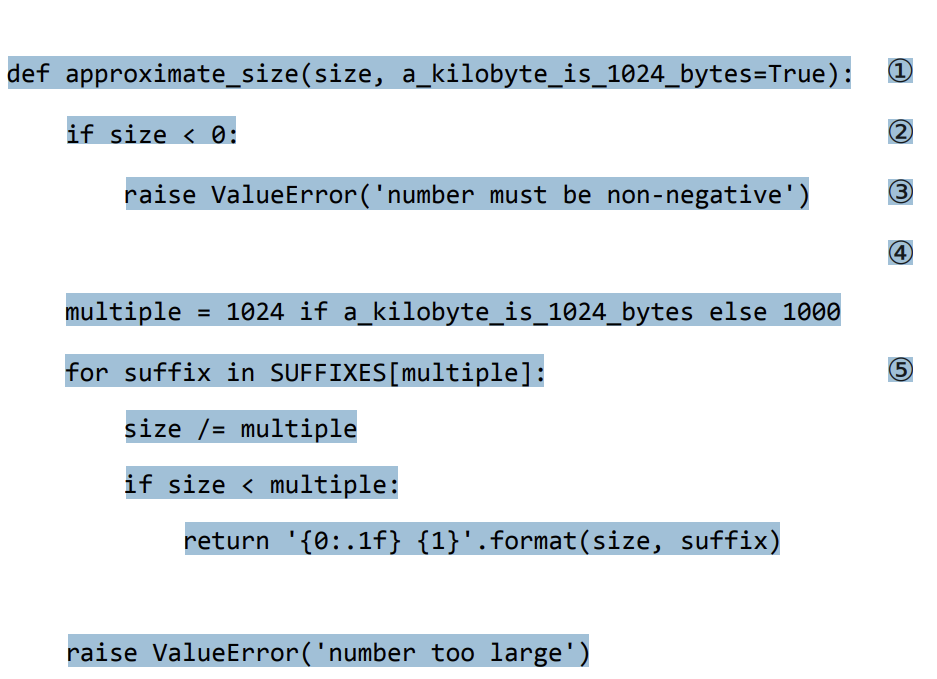 def approximate_size(size, a_kilobyte_is_1024_bytes=True): ①
if size < 0: ②
raise ValueError('number must be non-negative') ③
④
multiple = 1024 if a_kilobyte_is_1024_bytes else 1000
for suffix in SUFFIXES[multiple]: ⑤
size /= multiple
if size < multiple:
return '{0:.1f} {1}'.format(size, suffix)
raise ValueError('number too large')